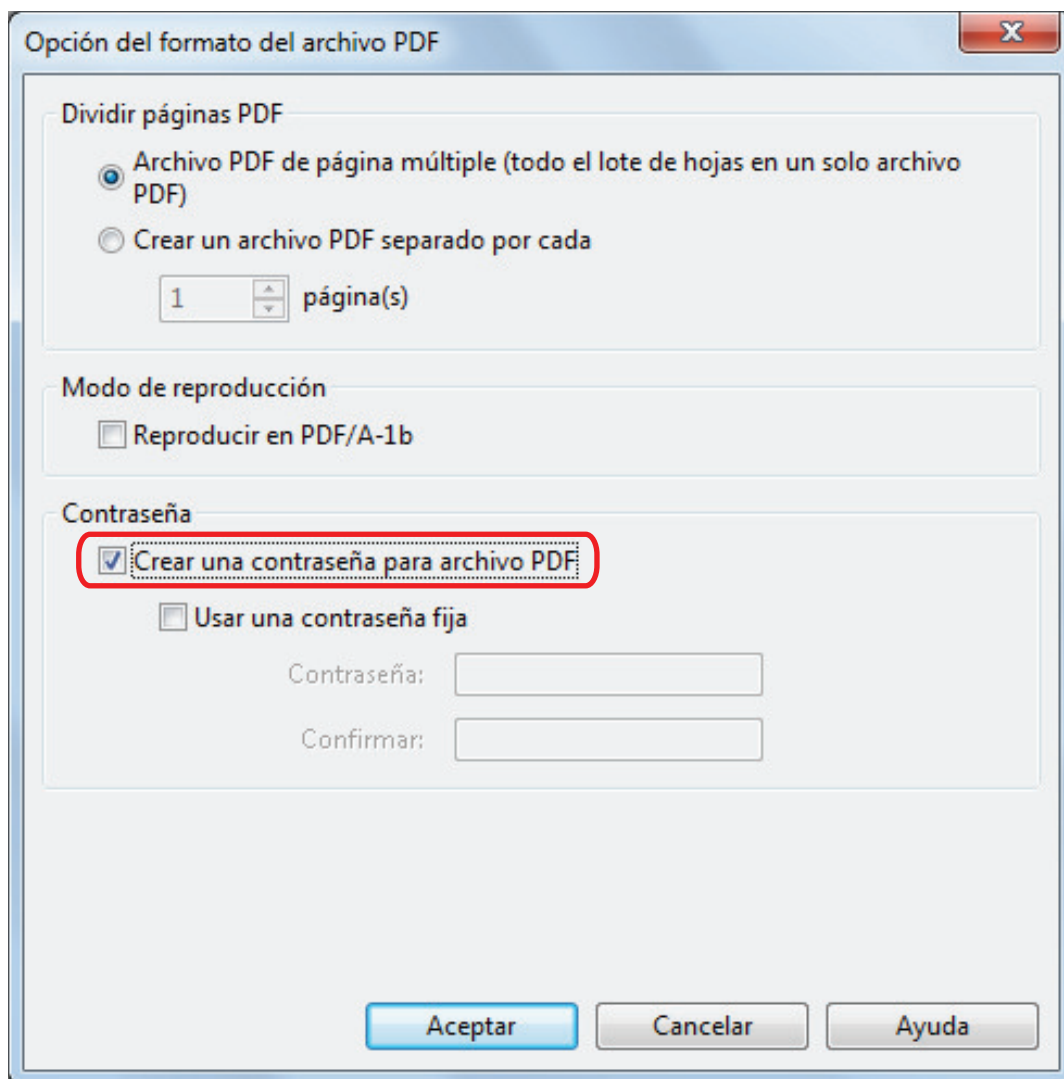 Opción del formato del archivo PDF
Dividir páginas PDF
Archivo PDF de página múltiple (todo el lote de hojas en un solo archivo
PDF)
Crear un archivo PDF separado por cada
1 página(s)
Modo de reproducción
Reproducir en PDF/A-1b
Contraseña
Crear una contraseña para archivo PDF
Usar una contraseña fija
Contraseña:
Confirmar:
Aceptar Cancelar Ayuda